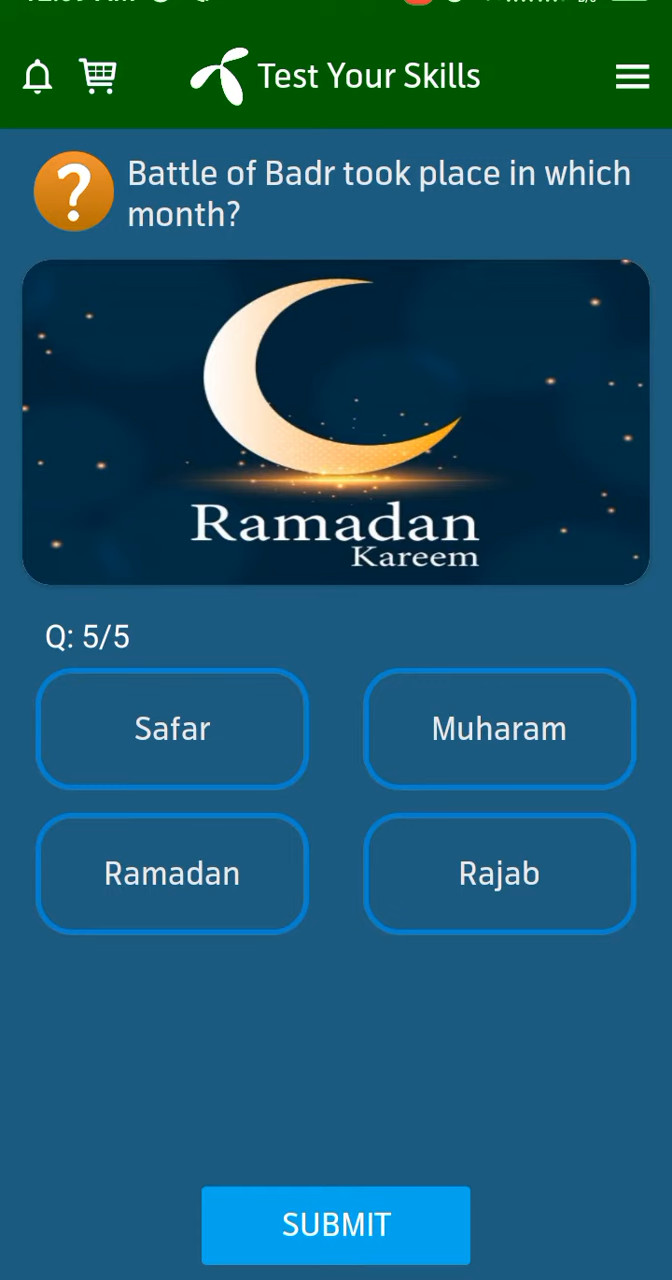 Test Your Skills
Battle of Badr took place in which
month?
Ramadan
Kareem
Q: 5/5
Safar
Muharam
Ramadan
Rajab
SUBMIT